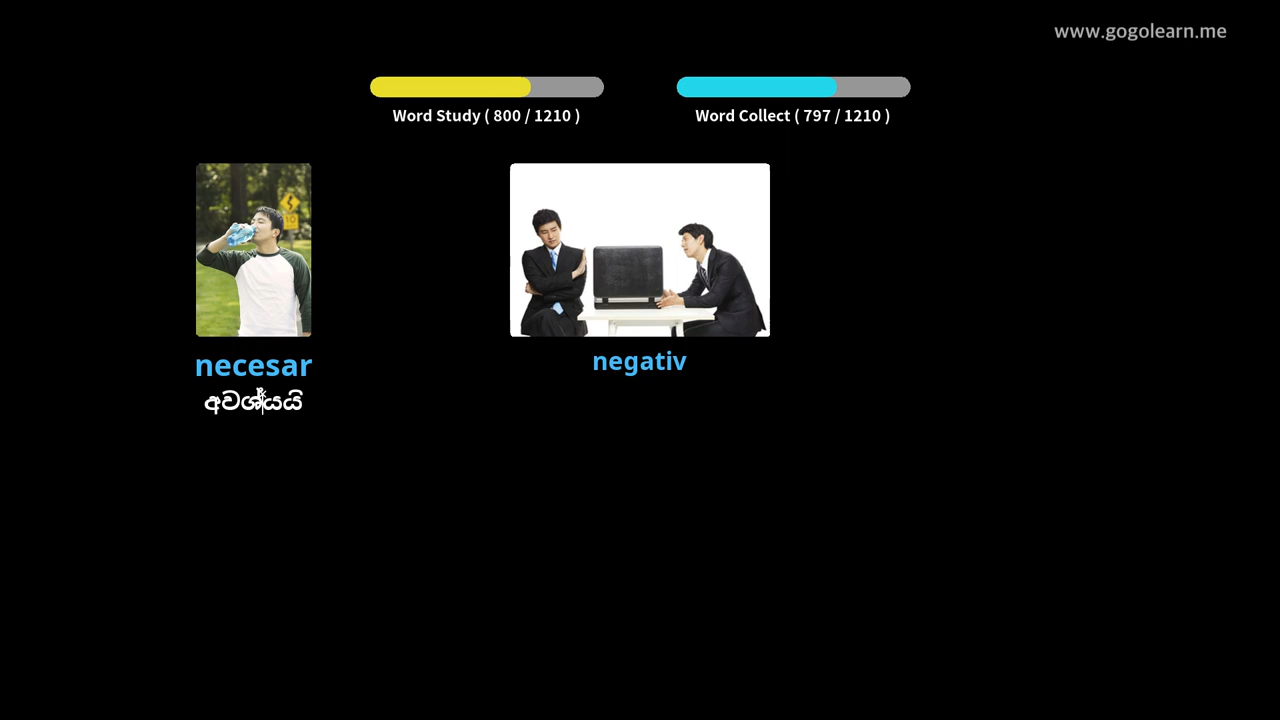 www.gogolearn.me
Word Study ( 800 / 1210 )
Word Collect ( 797 / 1210 )
necesar
අවශ්‍යයි
negativ